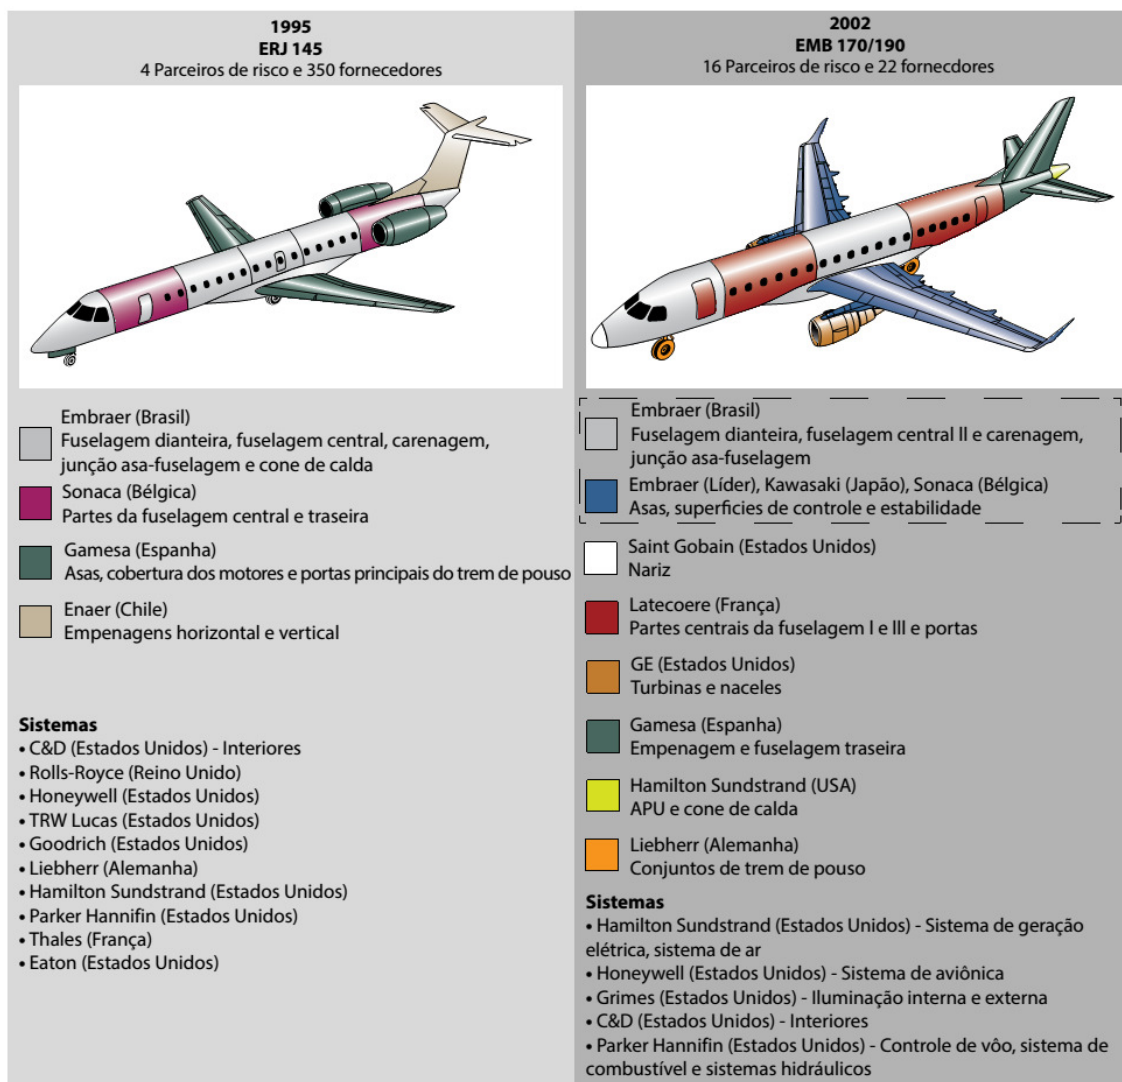 1995
ERJ 145
4 Parceiros de risco e 350 fornecedores
Embraer (Brasil)
Fuselagem dianteira, fuselagem central, carenagem,
junção asa-fuselagem e cone de calda
Sonaca (Bélgica)
Partes da fuselagem central e traseira
Gamesa (Espanha)
Asas, cobertura dos motores e portas principais do trem de pouso
Enaer (Chile)
Empenagens horizontal e vertical
Sistemas
• C&D (Estados Unidos) - Interiores
• Rolls-Royce (Reino Unido)
• Honeywell (Estados Unidos)
• TRW Lucas (Estados Unidos)
• Goodrich (Estados Unidos)
• Liebherr (Alemanha)
• Hamilton Sundstrand (Estados Unidos)
• Parker Hannifin (Estados Unidos)
• Thales (França)
• Eaton (Estados Unidos)
2002
EMB 170/190
16 Parceiros de risco e 22 fornecdores
Embraer (Brasil)
Fuselagem dianteira, fuselagem central II e carenagem,
junção asa-fuselagem
Embraer (Líder), Kawasaki (Japão), Sonaca (Bélgica)
Asas, superficies de controle e estabilidade
Saint Gobain (Estados Unidos)
Nariz
Latecoere (França)
Partes centrais da fuselagem I e III e portas
GE (Estados Unidos)
Turbinas e naceles
Gamesa (Espanha)
Empenagem e fuselagem traseira
Hamilton Sundstrand (USA)
APU e cone de calda
Liebherr (Alemanha)
Conjuntos de trem de pouso
Sistemas
• Hamilton Sundstrand (Estados Unidos) - Sistema de geração
elétrica, sistema de ar
• Honeywell (Estados Unidos) - Sistema de aviônica
• Grimes (Estados Unidos) - Iluminação interna e externa
• C&D (Estados Unidos) - Interiores
• Parker Hannifin (Estados Unidos) - Controle de vôo, sistema de
combustível e sistemas hidráulicos